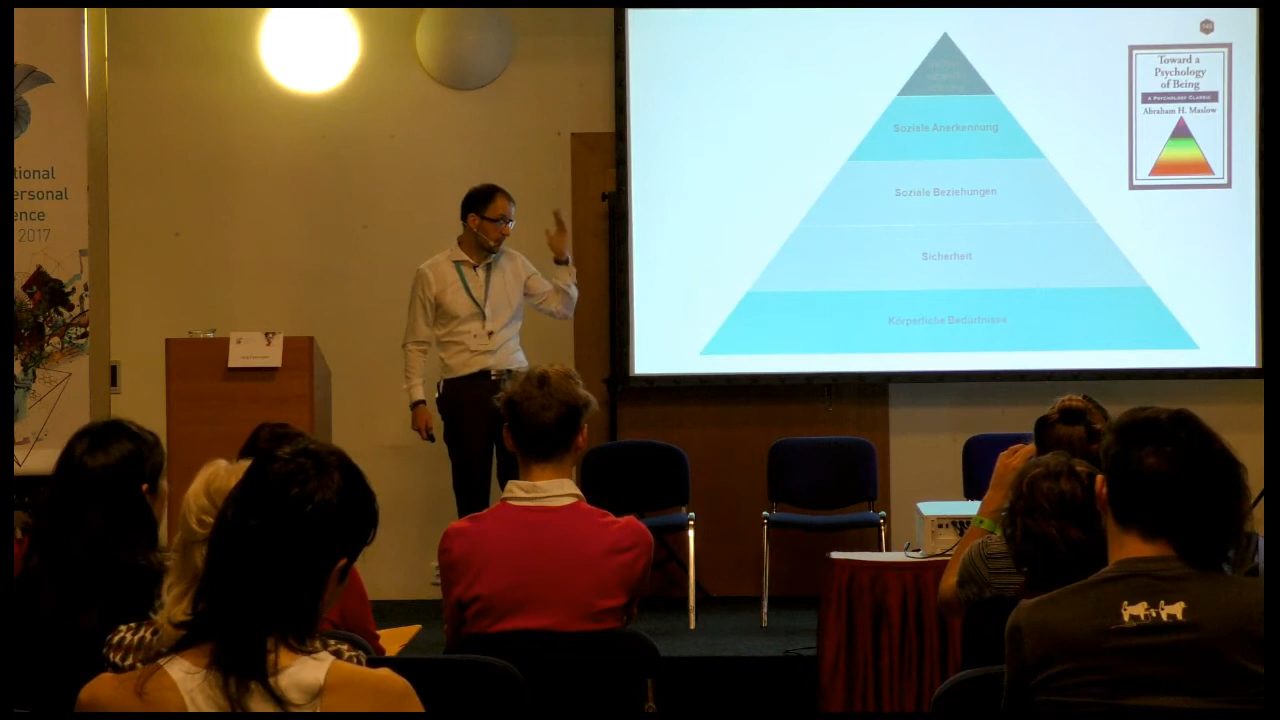 tional
ersonal
ence
2017
Soziale Anerkennung
Soziale Beziehungen
Sicherheit
Körperliche Bedürfnisse
Toward a
Psychology
of Being
A PSYCHOLOGY CLASSIC
Abraham H. Maslow